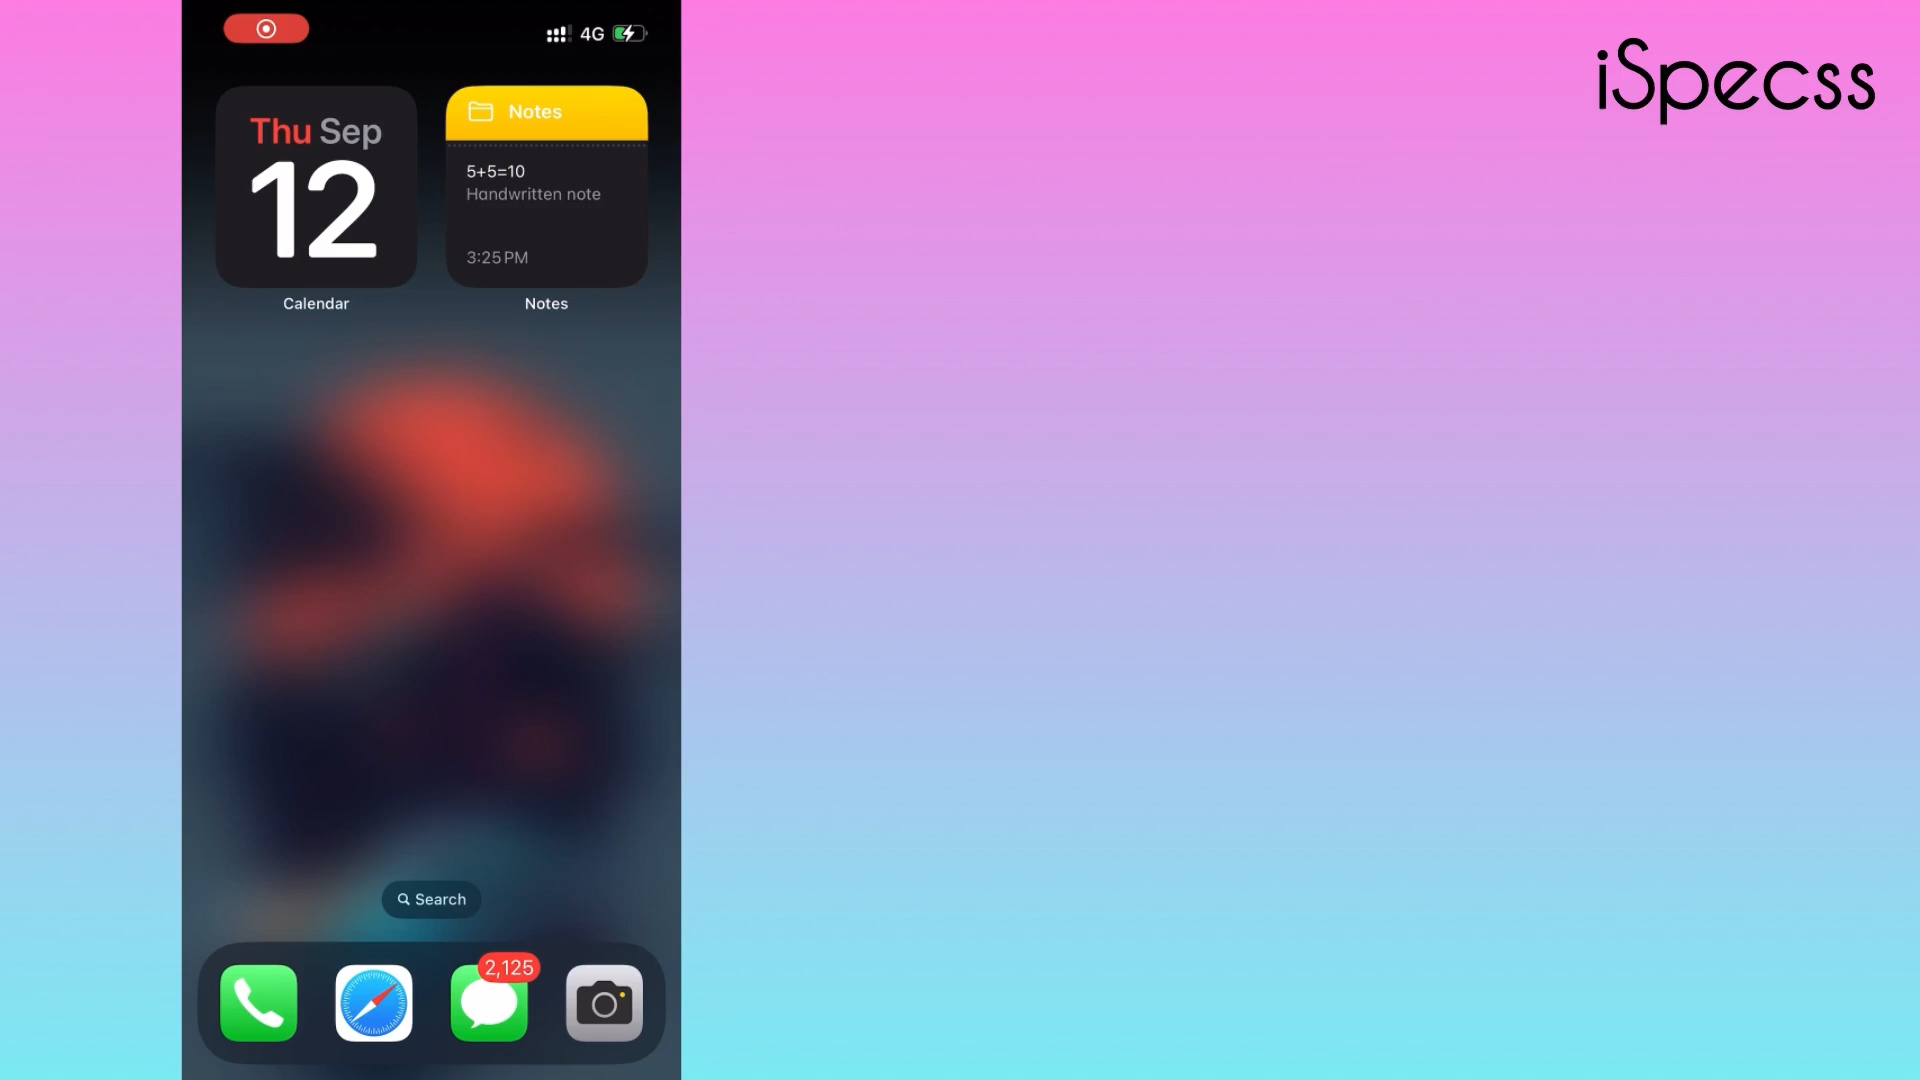 iSpecss
4G
Thu Sep
12
Calendar
Notes
5+5=10
Handwritten note
3:25 PM
Notes
Search
2,125